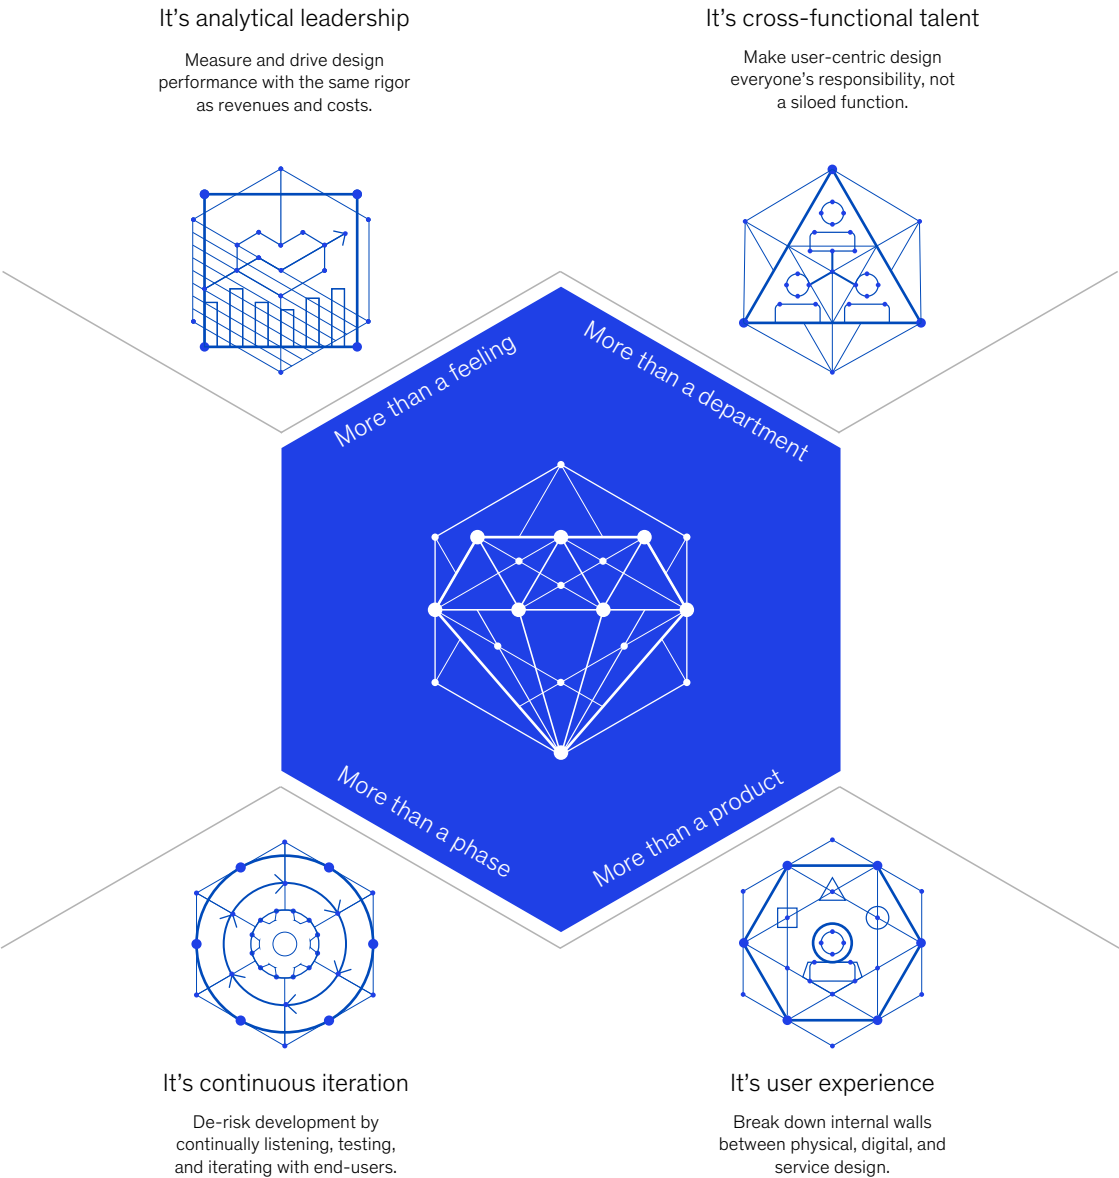 It’s analytical leadership
Measure and drive design
performance with the same rigor
as revenues and costs.
It’s cross-functional talent
Make user-centric design
everyone’s responsibility, not
a siloed function.
More than a feeling
More than a department
More than a phase
More than a product
It’s continuous iteration
De-risk development by
continually listening, testing,
and iterating with end-users.
It’s user experience
Break down internal walls
between physical, digital, and
service design.